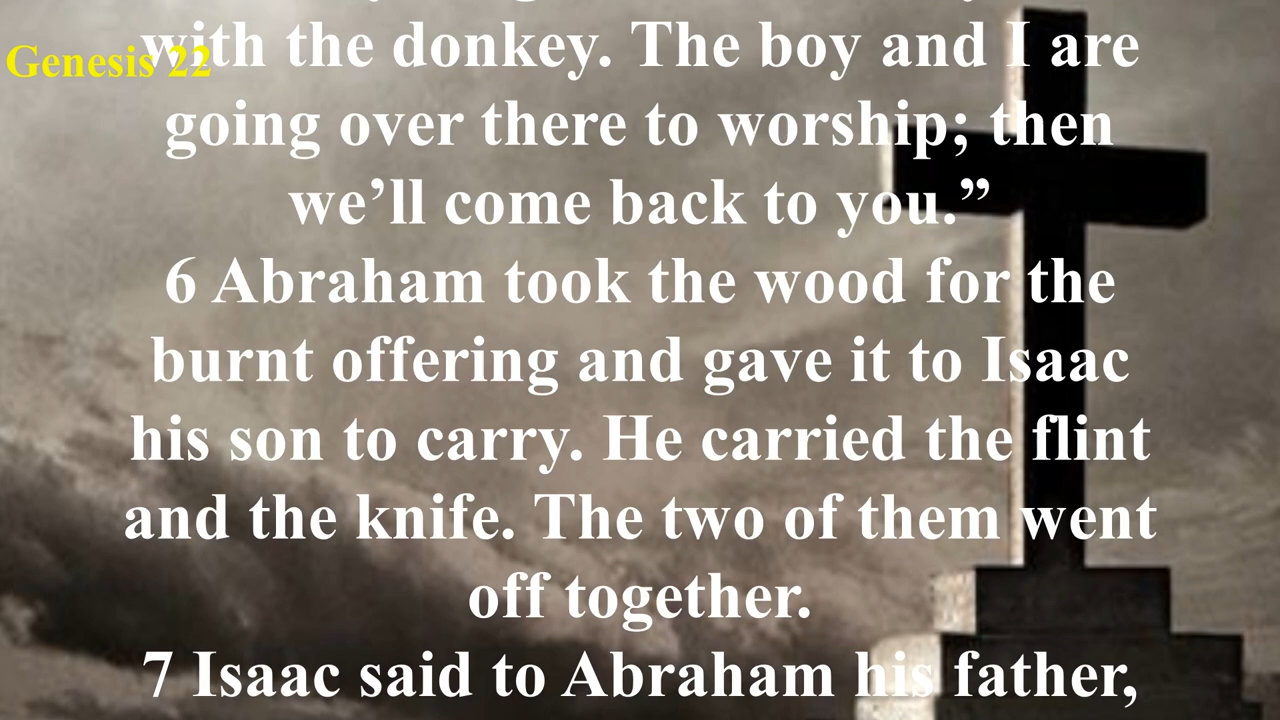 Genesis 22
with the donkey. The boy and I are
going over there to worship; then
we’ll come back to you.”
6 Abraham took the wood for the
burnt offering and gave it to Isaac
his son to carry. He carried the flint
and the knife. The two of them went
off together.
7 Isaac said to Abraham his father,